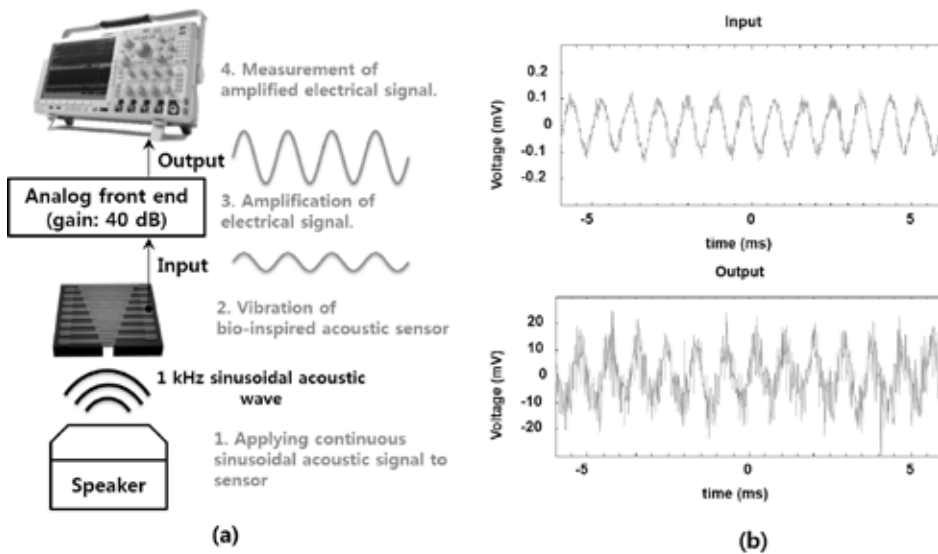 4. Measurement of
amplified electrical signal.
Output
Analog front end
(gain: 40 dB)
3. Amplification of
electrical signal.
Input
2. Vibration of
bio-inspired acoustic sensor
1 kHz sinusoidal acoustic
wave
1. Applying continuous
sinusoidal acoustic signal to
sensor
Speaker
(a)
Input
Voltage (mV)
0.2
0.1
0
-0.1
-0.2
-5
0
5
time (ms)
Output
Voltage (mV)
20
10
0
-10
-20
-5
0
5
time (ms)
(b)